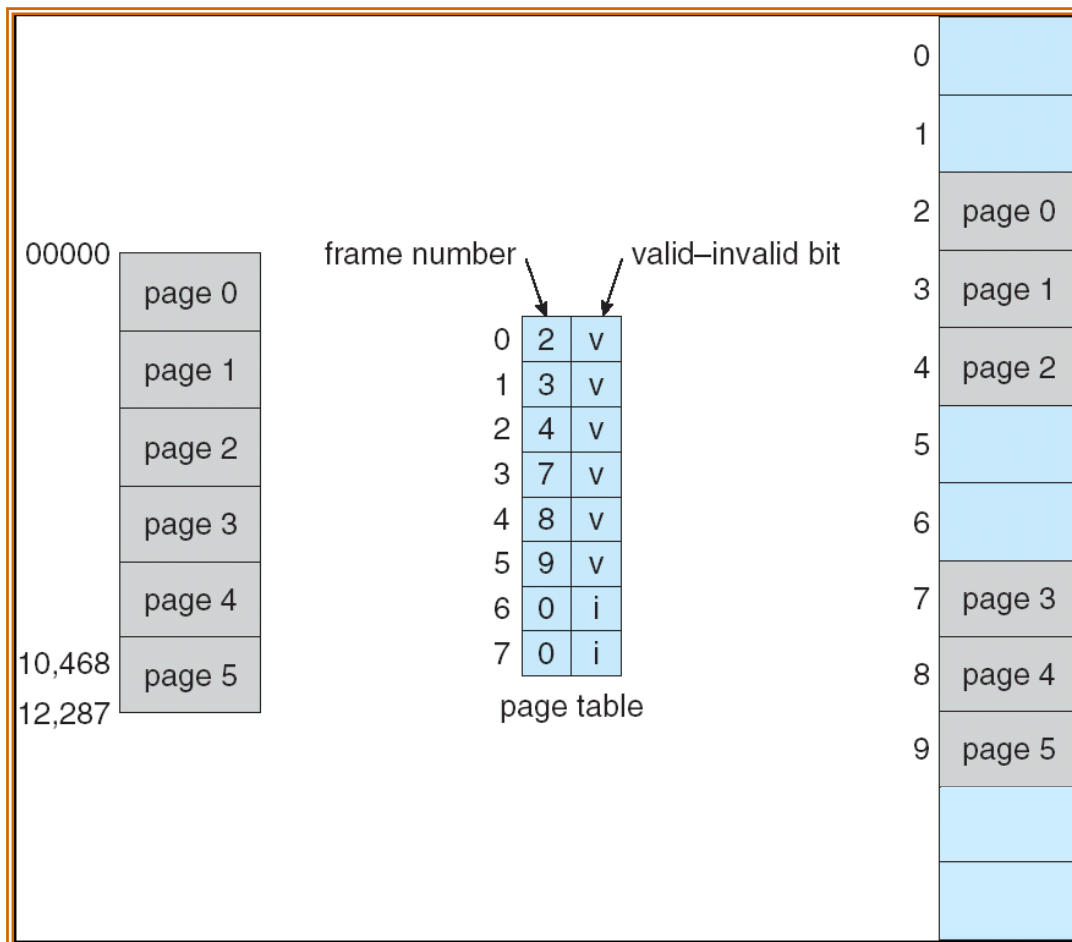 00000
page 0
page 1
page 2
page 3
page 4
10,468
page 5
12,287
frame number
valid–invalid bit
0 2 v
1 3 v
2 4 v
3 7 v
4 8 v
5 9 v
6 0 i
7 0 i
page table
0
1
2 page 0
3 page 1
4 page 2
5
6
7 page 3
8 page 4
9 page 5